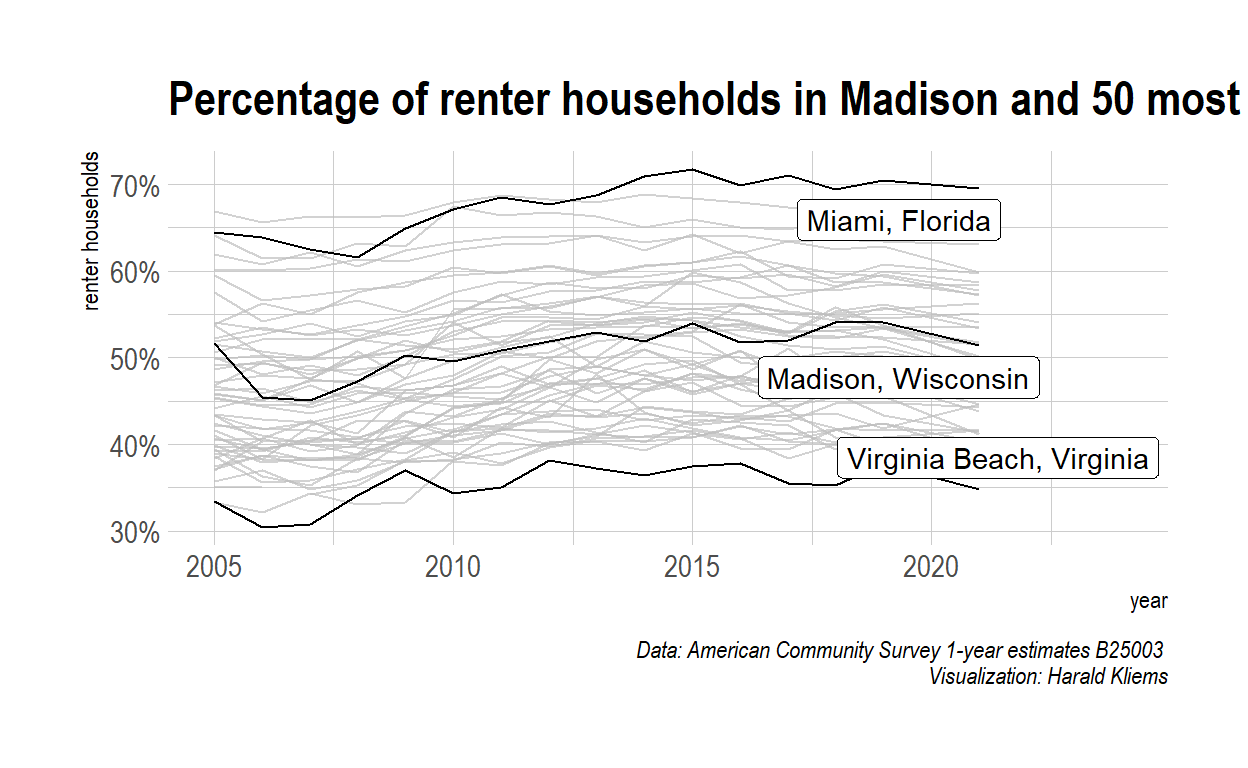 Percentage of renter households in Madison and 50 most
renter households
70%
60%
50%
40%
30%
Miami, Florida
Madison, Wisconsin
Virginia Beach, Virginia
2005 2010 2015 2020
year
Data: American Community Survey 1-year estimates B25003
Visualization: Harald Kliems